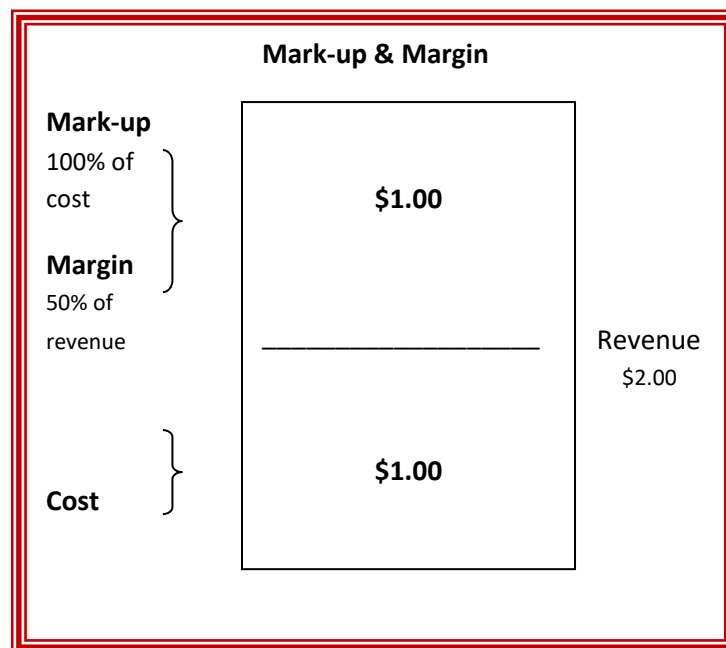 Mark-up & Margin
Mark-up
100% of
cost
$1.00
Margin
50% of
revenue
Revenue
$2.00
$1.00
Cost